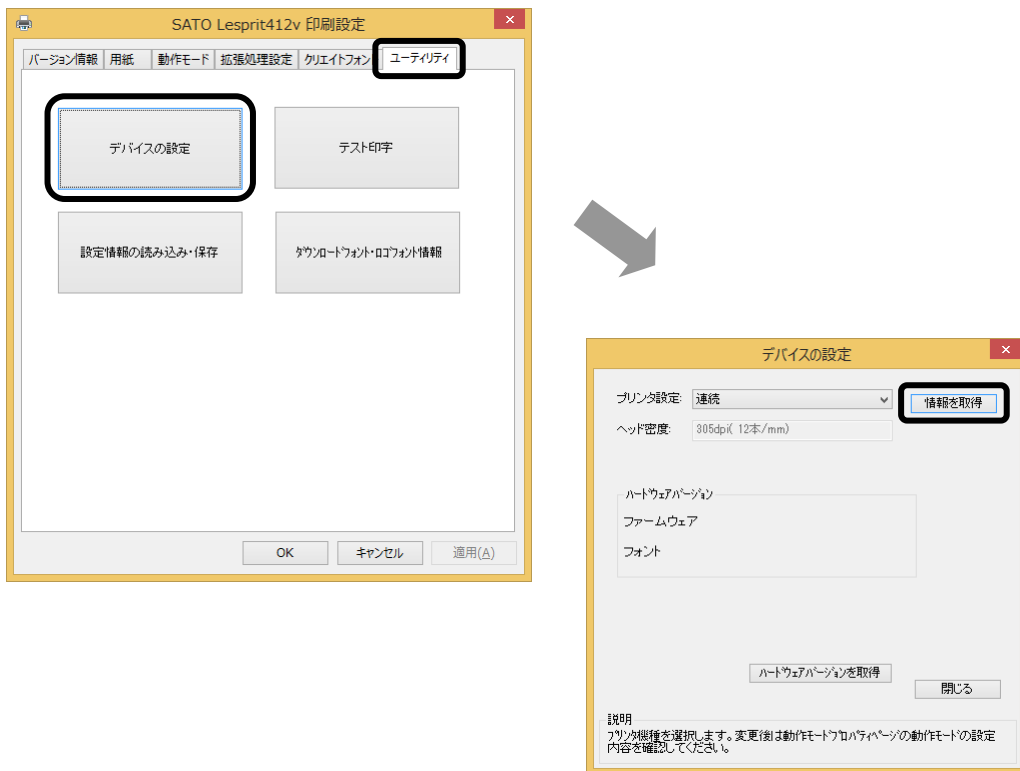 SATO Lesprit412v 印刷設定
バージョン情報 用紙 動作モード 拡張処理設定 クリエイトフォン ユーティリティ
デバイスの設定 テスト印字
設定情報の読み込み・保存 ダウンロードフォント・ロゴフォント情報
OK キャンセル 適用(A)
デバイスの設定
プリンタ設定: 連続 情報を取得
ヘッド密度: 305dpi( 12本/mm)
ハードウェアバージョン
ファームウェア
フォント
ハードウェアバージョンを取得
閉じる
説明
プリンタ機種を選択します。変更後は動作モードプロパティページの動作モードの設定
内容を確認してください。